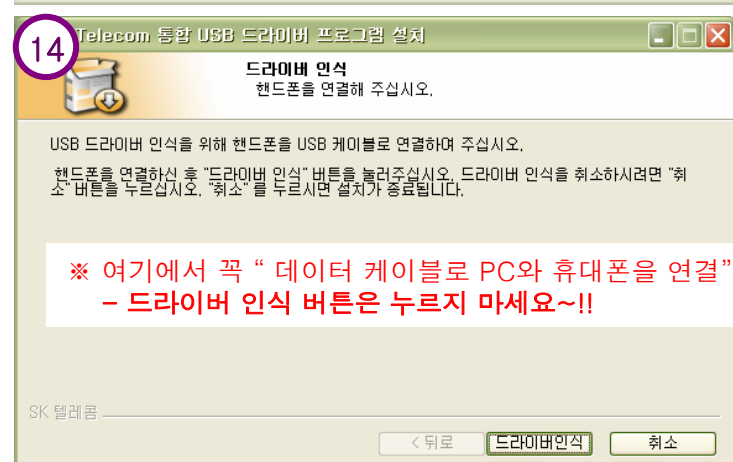 14
Telecom 통합 USB 드라이버 프로그램 설치
드라이버 인식
핸드폰을 연결해 주십시오.
USB 드라이버 인식을 위해 핸드폰을 USB 케이블로 연결하여 주십시오.
핸드폰을 연결하신 후 "드라이버 인식" 버튼을 눌러주십시오. 드라이버 인식을 취소하시려면 "취
소" 버튼을 누르십시오. "취소" 를 누르시면 설치가 종료됩니다.
※ 여기에서 꼭 “ 데이터 케이블로 PC와 휴대폰을 연결”
- 드라이버 인식 버튼은 누르지 마세요~!!
SK 텔레콤
< 뒤로 드라이버인식 취소